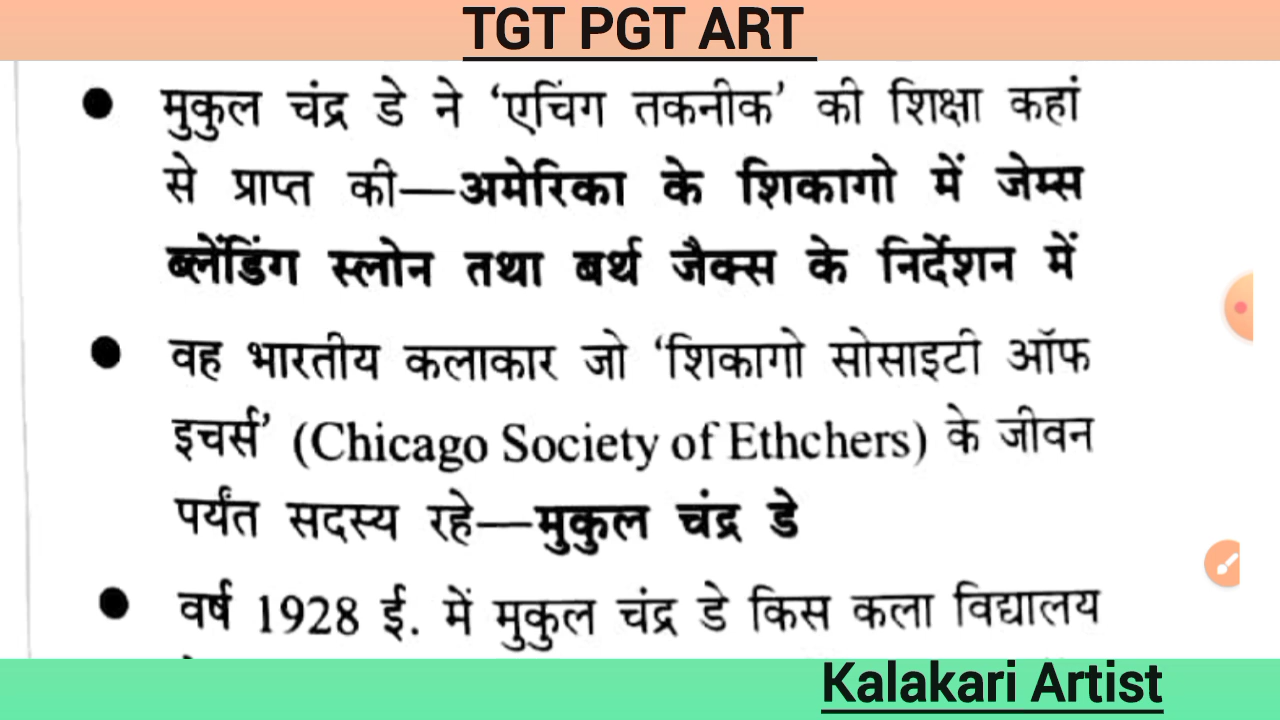 TGT PGT ART
● मुकुल चंद्र डे ने ‘एचिंग तकनीक’ की शिक्षा कहां
से प्राप्त की—अमेरिका के शिकागो में जेम्स
ब्लेंडिंग स्लोन तथा बर्थ जैक्स के निर्देशन में
● वह भारतीय कलाकार जो ‘शिकागो सोसाइटी ऑफ
इचर्स’ (Chicago Society of Ethchers) के जीवन
पर्यंत सदस्य रहे—मुकुल चंद्र डे
● वर्ष 1928 ई. में मुकुल चंद्र डे किस कला विद्यालय
Kalakari Artist